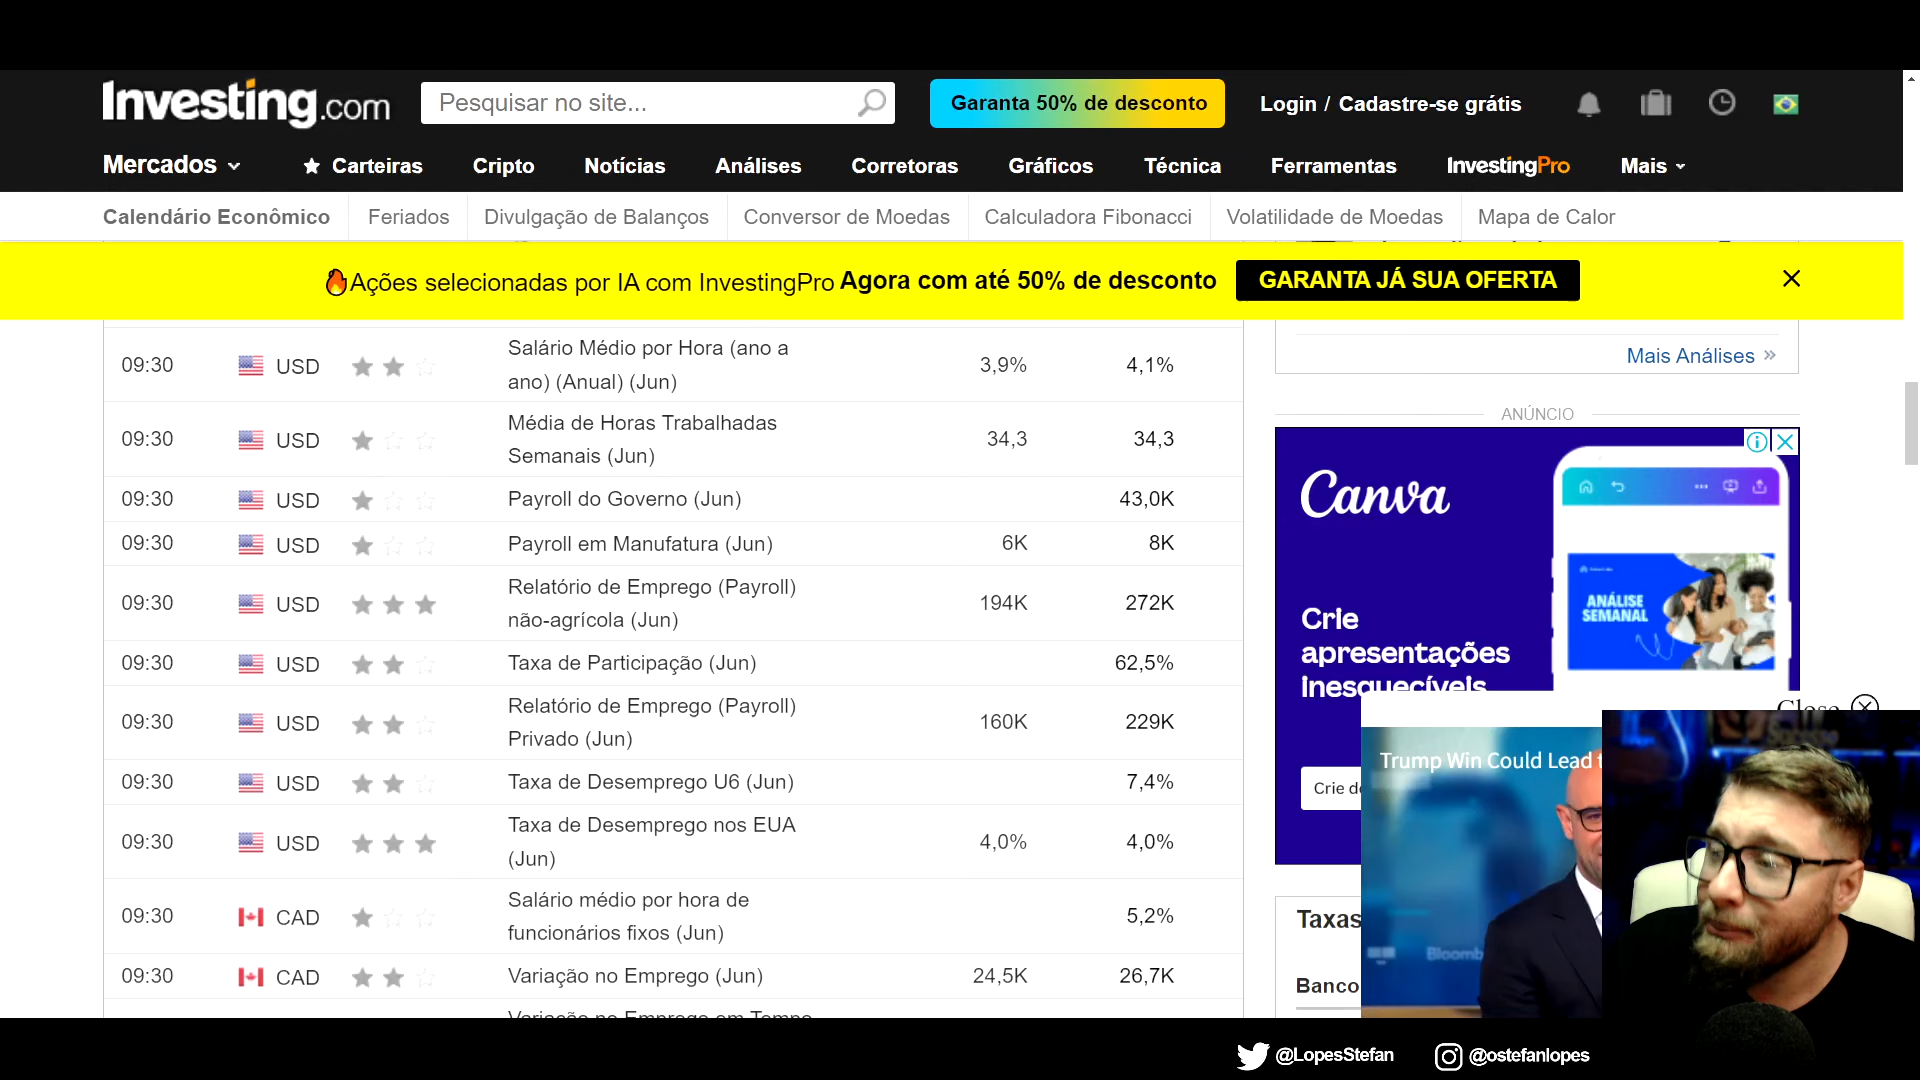 Investing.com
Pesquisar no site...
Garanta 50% de desconto
Login / Cadastre-se grátis
Mercados
Carteiras
Cripto
Notícias
Análises
Corretoras
Gráficos
Técnica
Ferramentas
InvestingPro
Mais
Calendário Econômico
Feriados
Divulgação de Balanços
Conversor de Moedas
Calculadora Fibonacci
Volatilidade de Moedas
Mapa de Calor
Ações selecionadas por IA com InvestingPro Agora com até 50% de desconto
GARANTA JÁ SUA OFERTA
09:30 USD Salário Médio por Hora (ano a
ano) (Anual) (Jun) 3,9% 4,1%
09:30 USD Média de Horas Trabalhadas
Semanais (Jun) 34,3 34,3
09:30 USD Payroll do Governo (Jun) 43,0K
09:30 USD Payroll em Manufatura (Jun) 6K 8K
09:30 USD Relatório de Emprego (Payroll)
não-agrícola (Jun) 194K 272K
09:30 USD Taxa de Participação (Jun) 62,5%
09:30 USD Relatório de Emprego (Payroll)
Privado (Jun) 160K 229K
09:30 USD Taxa de Desemprego U6 (Jun) 7,4%
09:30 USD Taxa de Desemprego nos EUA
(Jun) 4,0% 4,0%
09:30 CAD Salário médio por hora de
funcionários fixos (Jun) 5,2%
09:30 CAD Variação no Emprego (Jun) 24,5K 26,7K
Variação no Emprego em Tempo
Mais Análises »
ANÚNCIO
Canva
Crie
apresentações
inesquecíveis
ANÁLISE
SEMANAL
Crie
Close
Trump Win Could Lead t
Bloomb
Taxas
Banco
@LopesStefan
@ostefanlopes